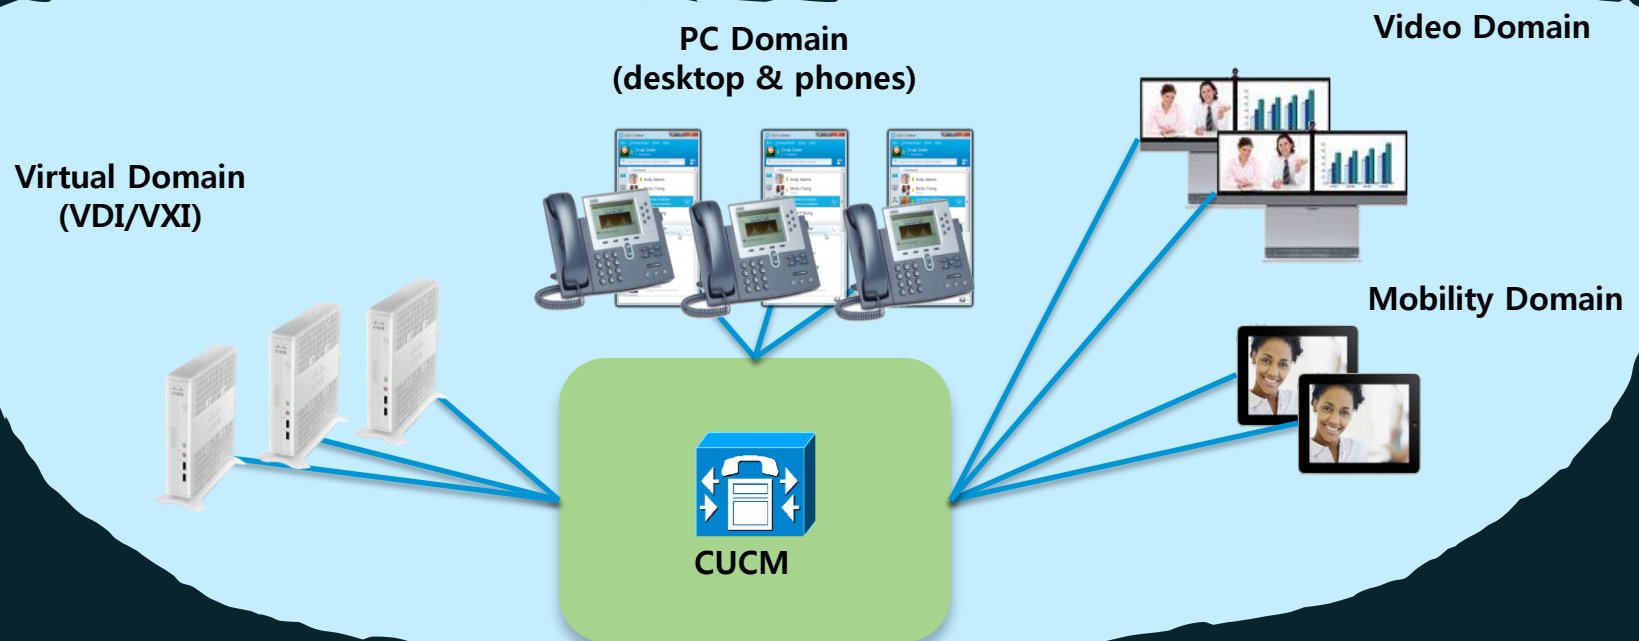 PC Domain
(desktop & phones)
Video Domain
Virtual Domain
(VDI/VXI)
Mobility Domain
CUCM